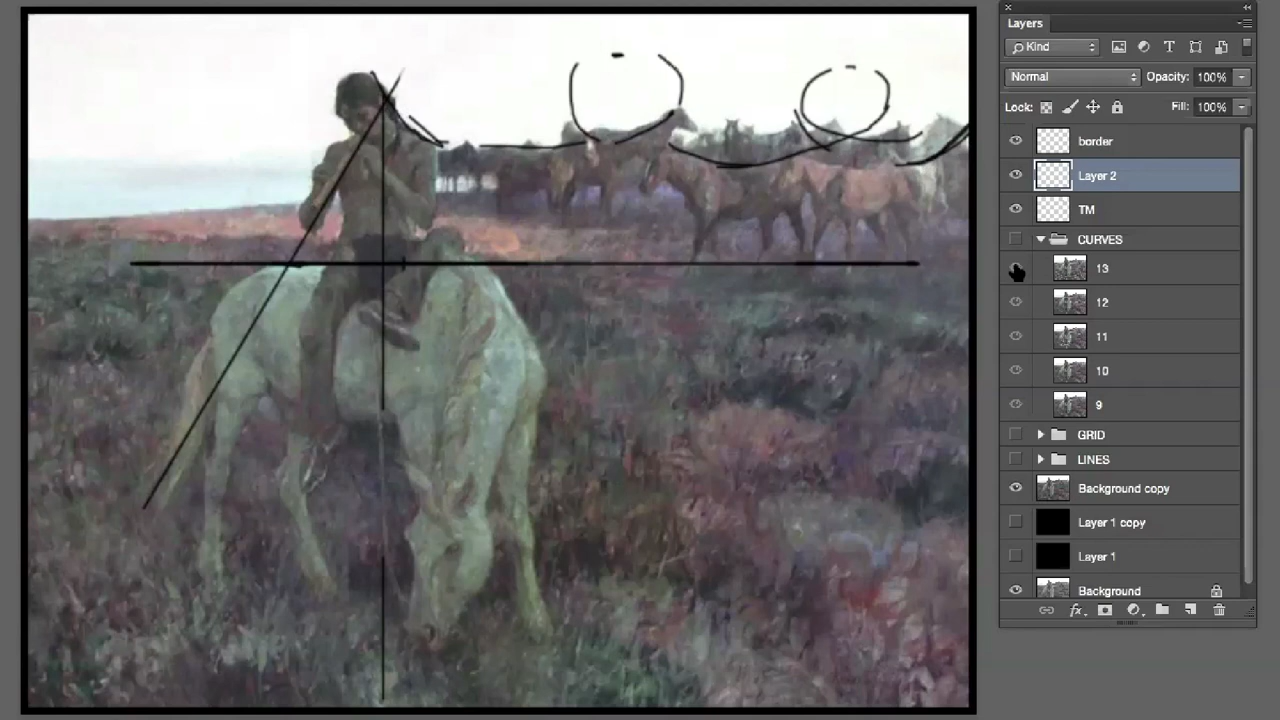 Layers
Kind
Normal
Opacity: 100%
Lock:
Fill: 100%
border
Layer 2
TM
CURVES
13
12
11
10
9
GRID
LINES
Background copy
Layer 1 copy
Layer 1
Background
fx